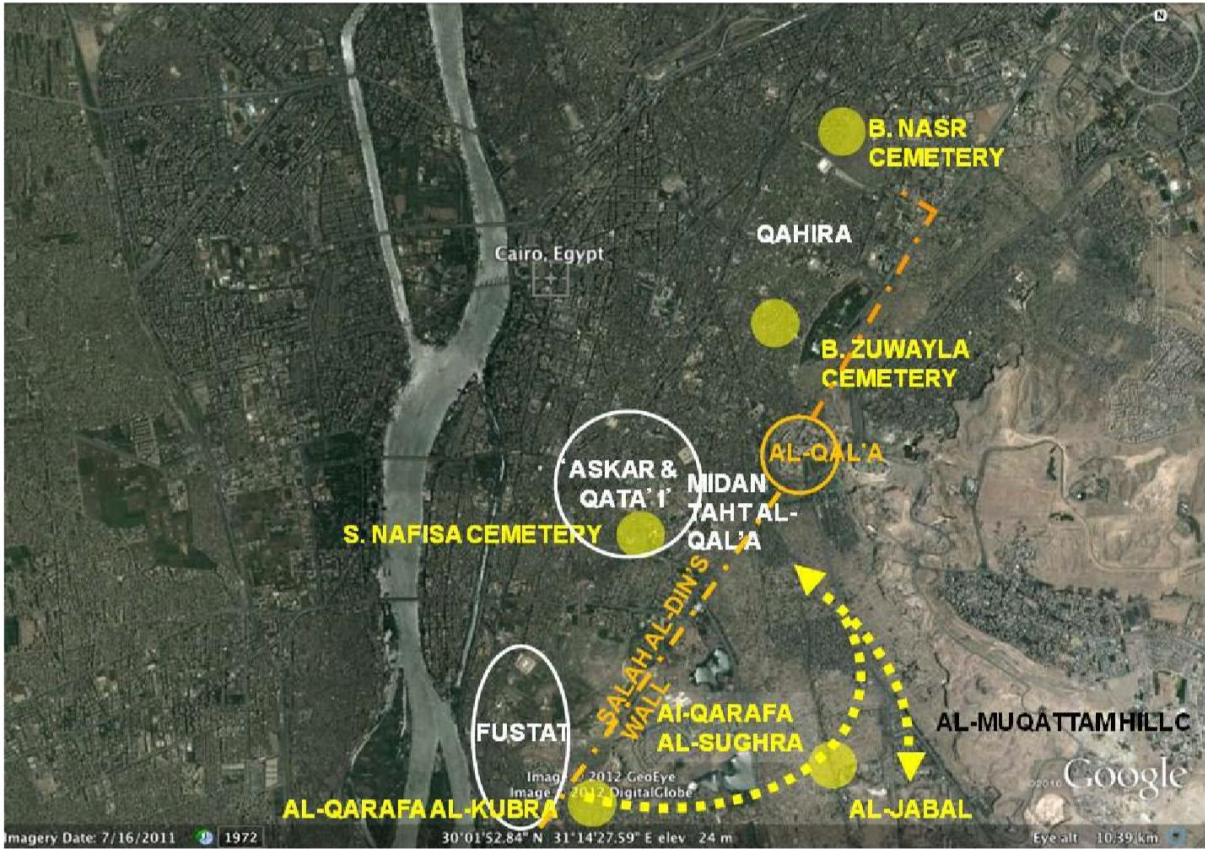 N
B. NASR
CEMETERY
QAHIRA
Cairo, Egypt
B. ZUWAYLA
CEMETERY
AL-QAL'A
'ASKAR &
QATA' I'
MIDAN
TAHT AL-
QAL'A
S. NAFISA CEMETERY
SALAH AL-DIN'S
WALL
FUSTAT
Al-QARAFA
AL-SUGHRA
AL-MUQATTAM HILLC
Image © 2012 GeoEye
Image © 2012 DigitalGlobe
©2010 Google
AL-QARAFA AL-KUBRA
AL-JABAL
Imagery Date: 7/16/2011 1972 30°01'52.84" N 31°14'27.59" E elev 24 m Eye alt 10.39 km